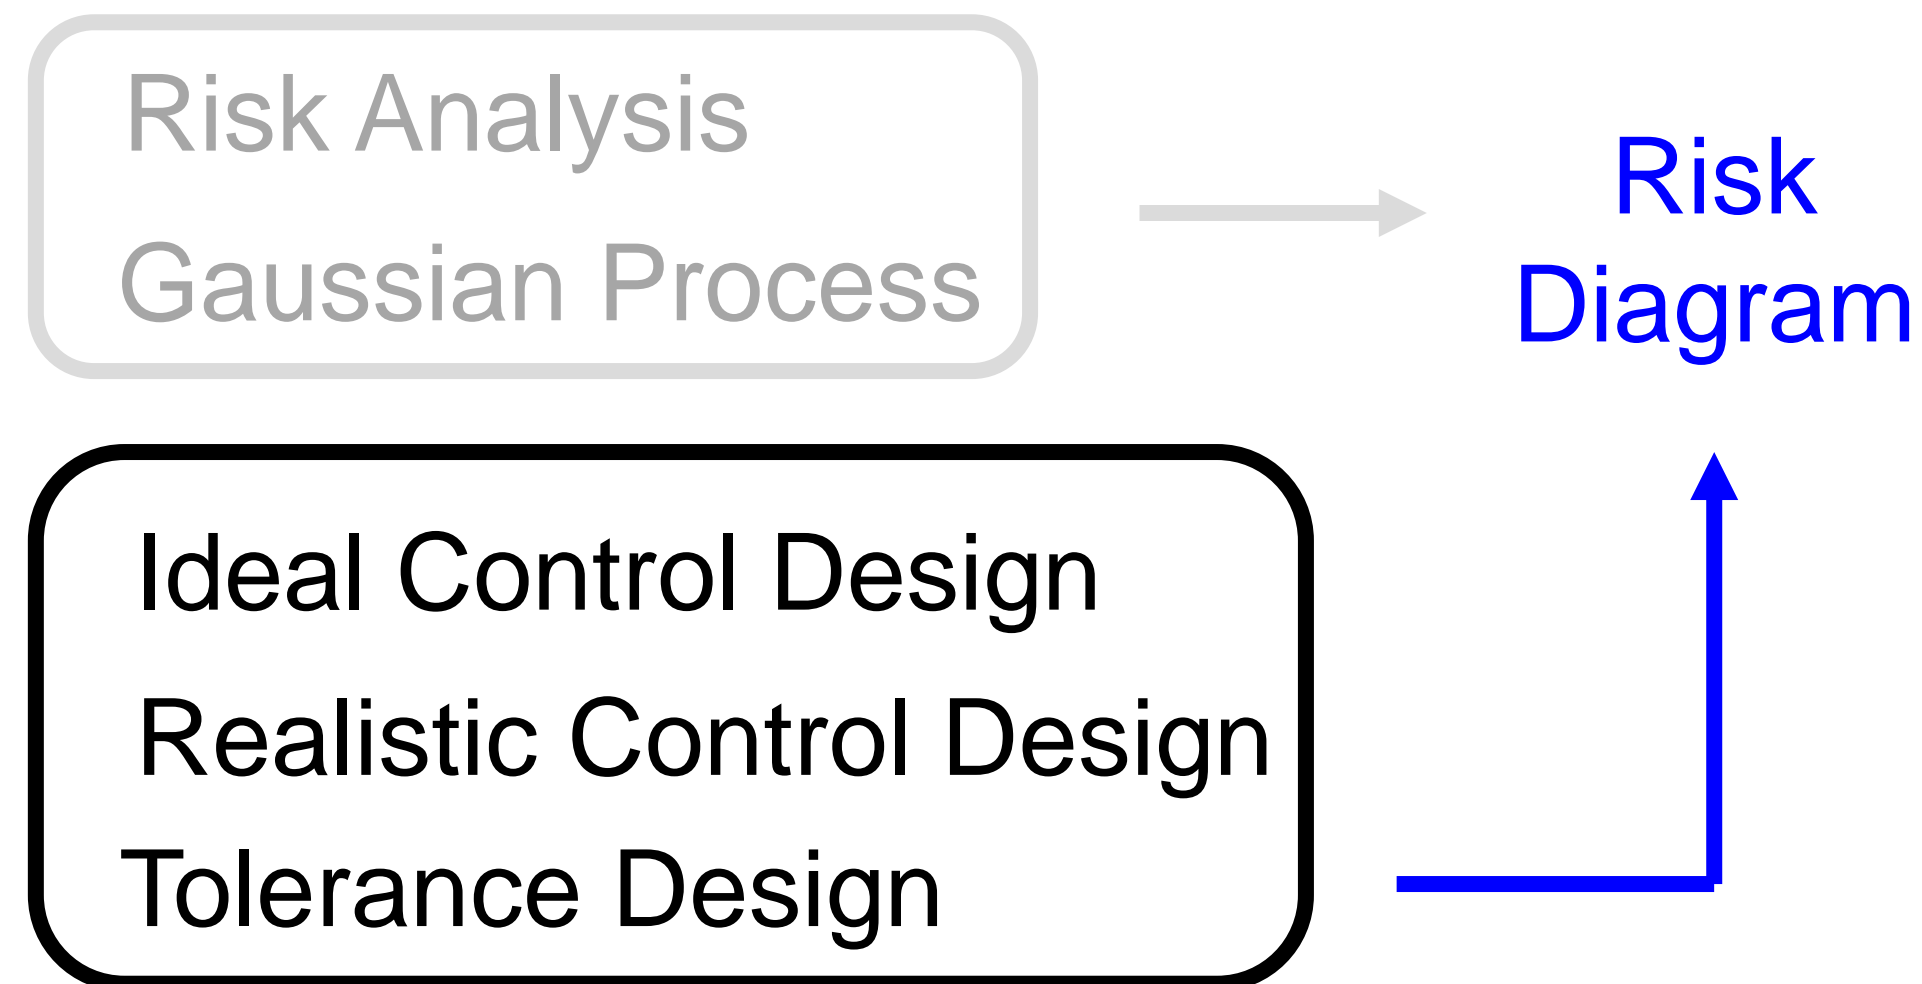 Risk Analysis
Gaussian Process
Risk
Diagram
Ideal Control Design
Realistic Control Design
Tolerance Design